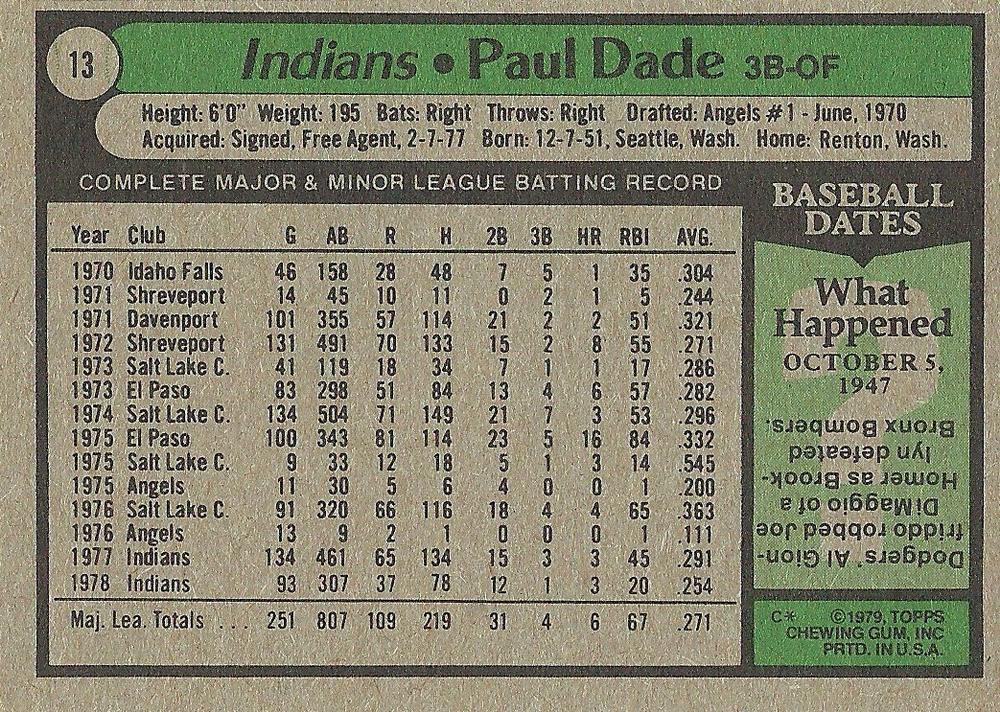 13
Indians • Paul Dade 3B-OF
Height: 6'0" Weight: 195 Bats: Right Throws: Right Drafted: Angels #1 - June, 1970
Acquired: Signed, Free Agent, 2-7-77 Born: 12-7-51, Seattle, Wash. Home: Renton, Wash.
COMPLETE MAJOR & MINOR LEAGUE BATTING RECORD
Year Club G AB R H 2B 3B HR RBI AVG.
1970 Idaho Falls 46 158 28 48 7 5 1 35 .304
1971 Shreveport 14 45 10 11 0 2 1 5 .244
1971 Davenport 101 355 57 114 21 2 2 51 .321
1972 Shreveport 131 491 70 133 15 2 8 55 .271
1973 Salt Lake C. 41 119 18 34 7 1 1 17 .286
1973 El Paso 83 298 51 84 13 4 6 57 .282
1974 Salt Lake C. 134 504 71 149 21 7 3 53 .296
1975 El Paso 100 343 81 114 23 5 16 84 .332
1975 Salt Lake C. 9 33 12 18 5 1 3 14 .545
1975 Angels 11 30 5 6 4 0 0 1 .200
1976 Salt Lake C. 91 320 66 116 18 4 4 65 .363
1976 Angels 13 9 2 1 0 0 0 1 .111
1977 Indians 134 461 65 134 15 3 3 45 .291
1978 Indians 93 307 37 78 12 1 3 20 .254
Maj. Lea. Totals . . . 251 807 109 219 31 4 6 67 .271
BASEBALL
DATES
What
Happened
OCTOBER 5,
1947
Dodgers' Al Gion-
friddo robbed Joe
DiMaggio of a
Homer as Brook-
lyn defeated
Bronx Bombers.
C* ©1979, TOPPS
CHEWING GUM, INC
PRTD. IN U.S.A.